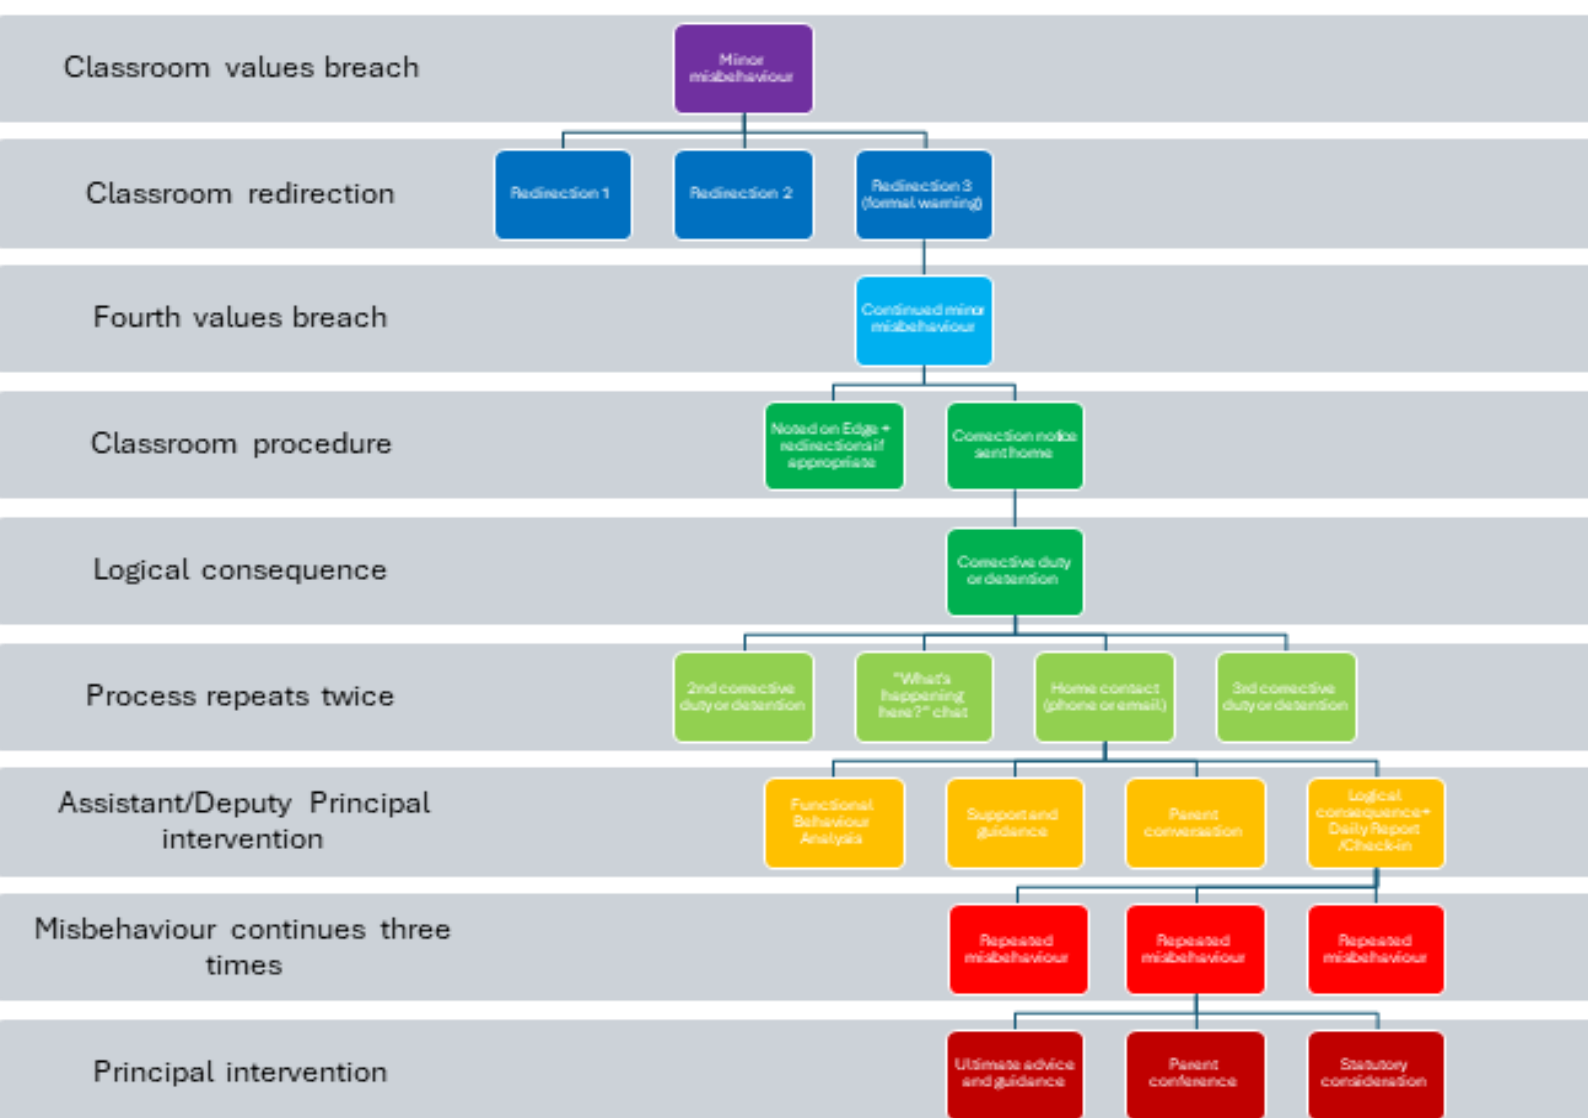 Classroom values breach
Minor
misbehaviour
Classroom redirection
Redirection 1
Redirection 2
Redirection 3
(formal warning)
Fourth values breach
Continued minor
misbehaviour
Classroom procedure
Noted on Edge +
redirections if
appropriate
Correction notice
sent home
Logical consequence
Corrective duty
or detention
Process repeats twice
2nd corrective
duty or detention
"What's
happening
here?" chat
Home contact
(phone or email)
3rd corrective
duty or detention
Assistant/Deputy Principal
intervention
Functional
Behaviour
Analysis
Support and
guidance
Parent
conversation
Logical
consequence +
Daily Report
/Check-in
Misbehaviour continues three
times
Repeated
misbehaviour
Repeated
misbehaviour
Repeated
misbehaviour
Principal intervention
Ultimate advice
and guidance
Parent
conference
Statutory
consideration